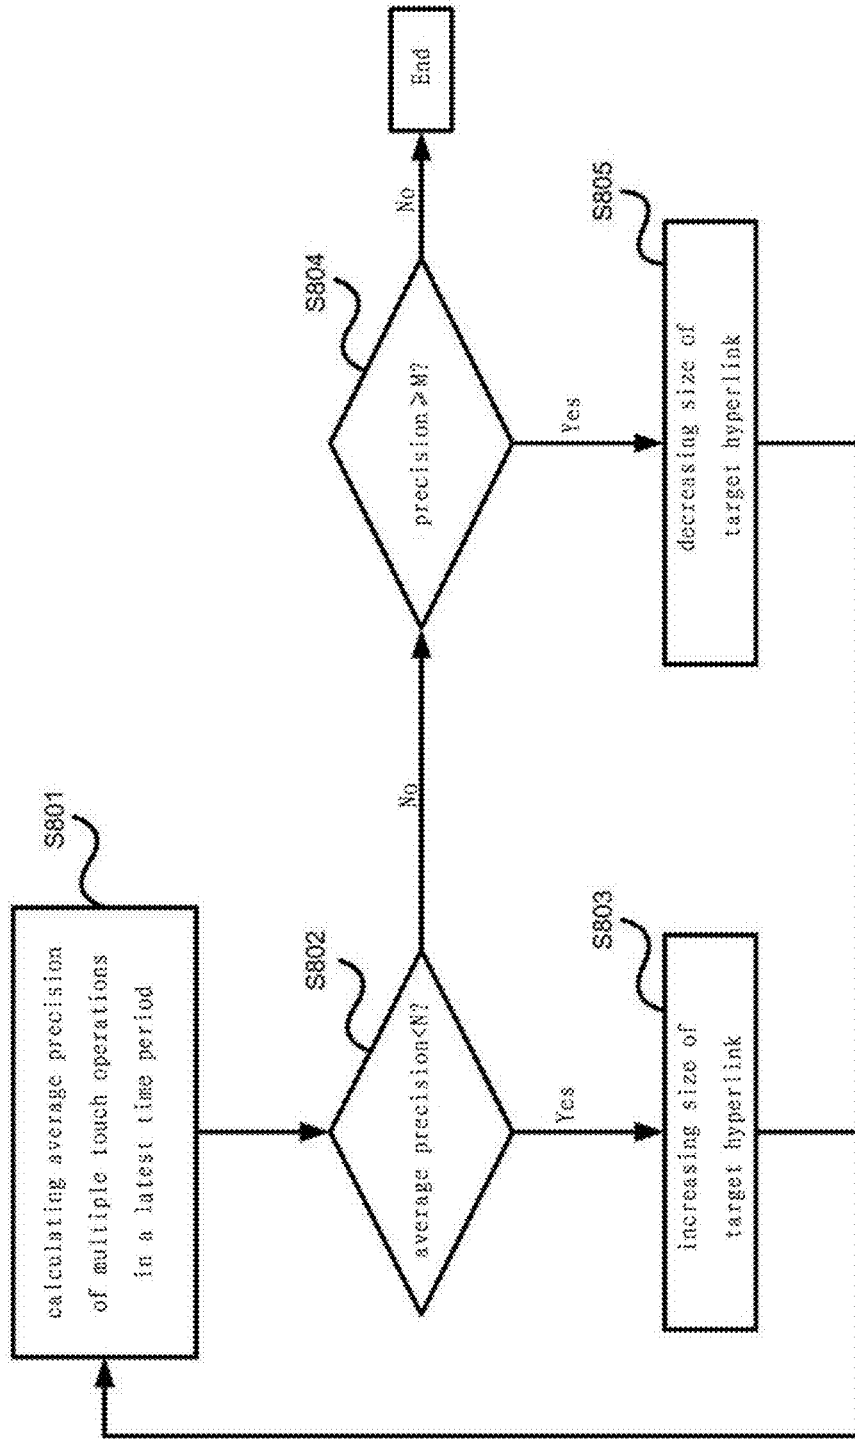 S801
calculating average precision
of multiple touch operations
in a latest time period
S802
average precision<N?
No
Yes
S803
increasing size of
target hyperlink
S804
precision⩾M?
No
End
Yes
S805
decreasing size of
target hyperlink